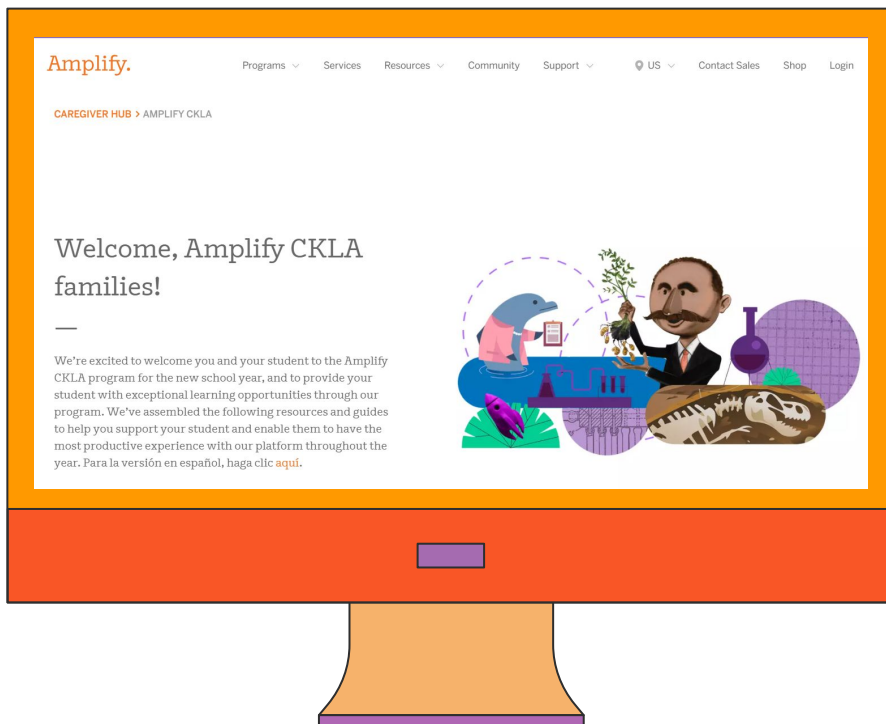 Amplify.
Programs Services Resources Community Support US Contact Sales Shop Login
CAREGIVER HUB > AMPLIFY CKLA
Welcome, Amplify CKLA
families!
We're excited to welcome you and your student to the Amplify
CKLA program for the new school year, and to provide your
student with exceptional learning opportunities through our
program. We've assembled the following resources and guides
to help you support your student and enable them to have the
most productive experience with our platform throughout the
year. Para la versión en español, haga clic aquí.